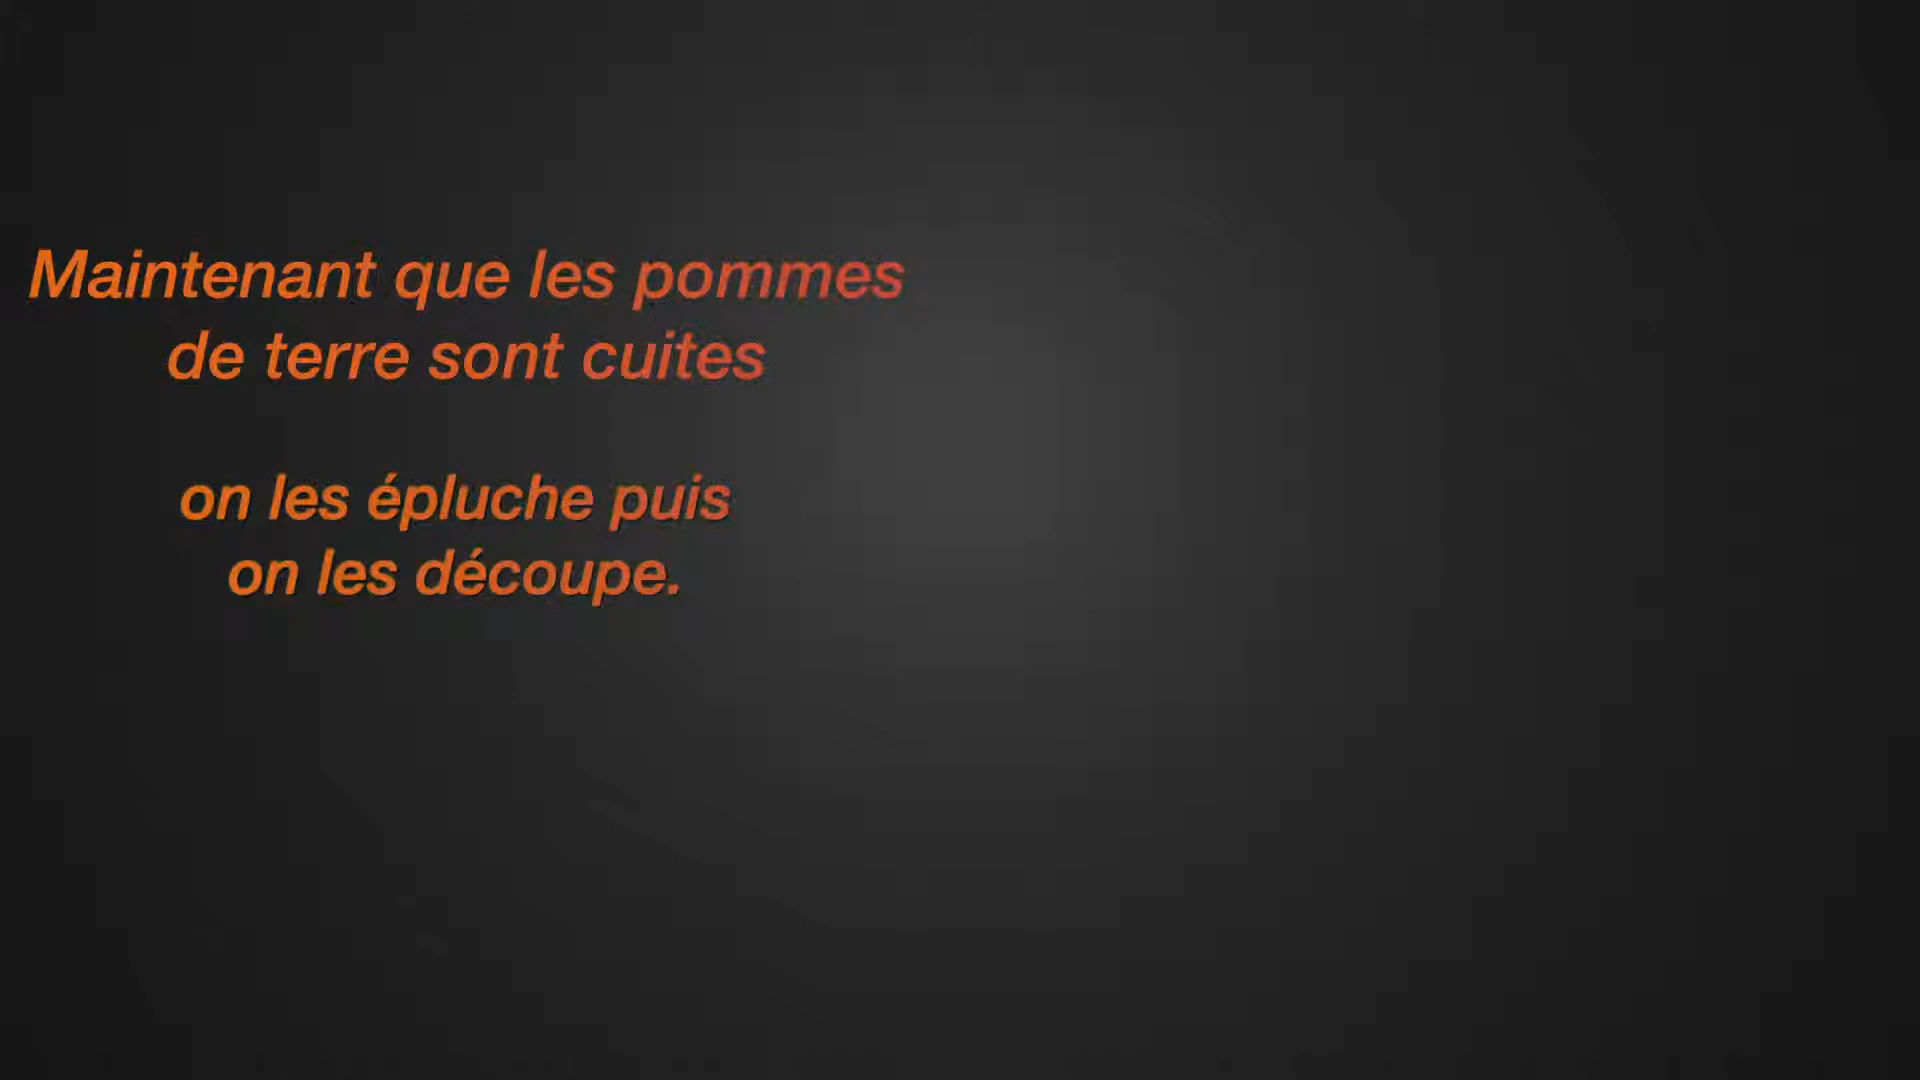 Maintenant que les pommes
de terre sont cuites
on les épluche puis
on les découpe.